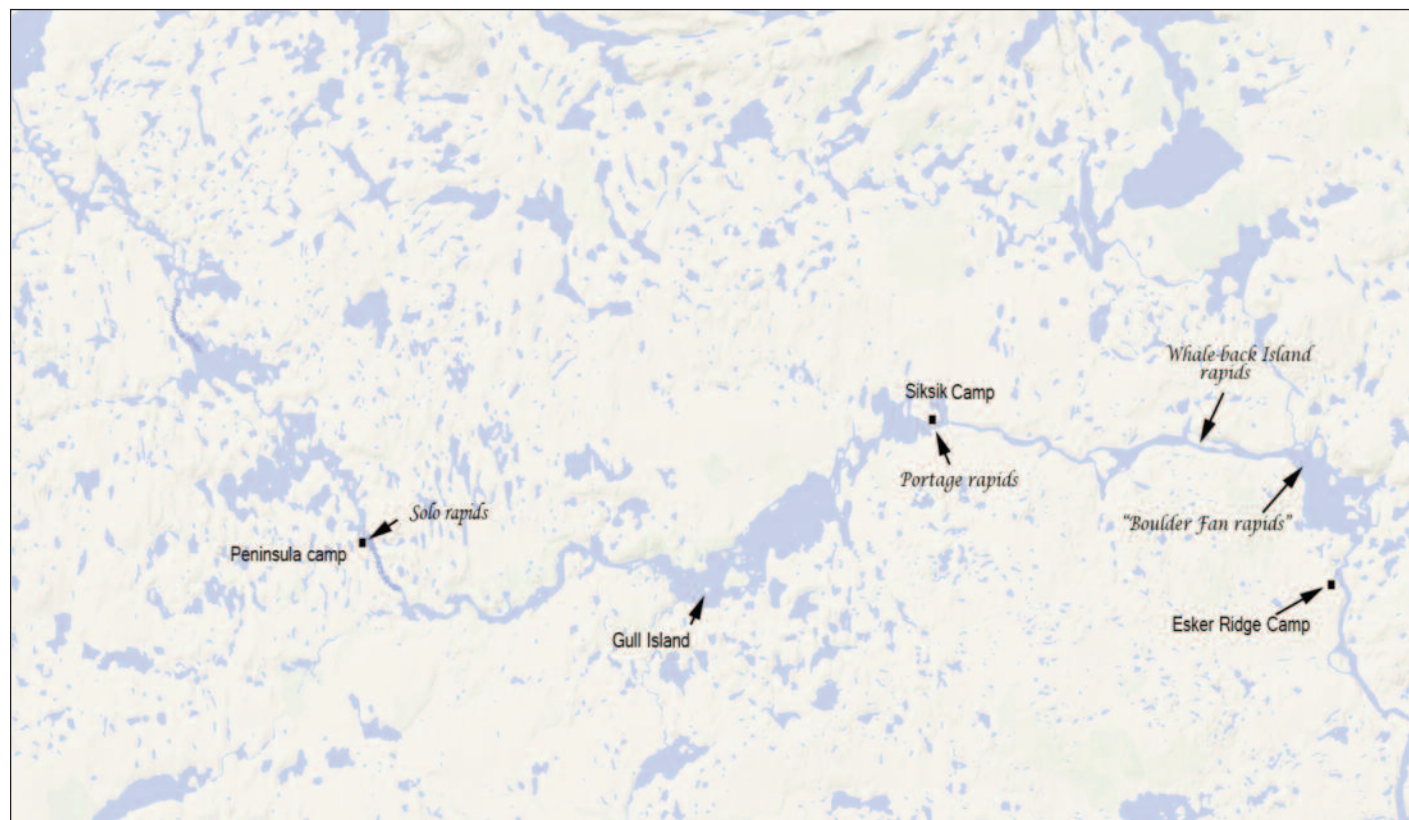 Whale-back Island
rapids
Siksik Camp
Portage rapids
Solo rapids
"Boulder Fan rapids"
Peninsula camp
Esker Ridge Camp
Gull Island